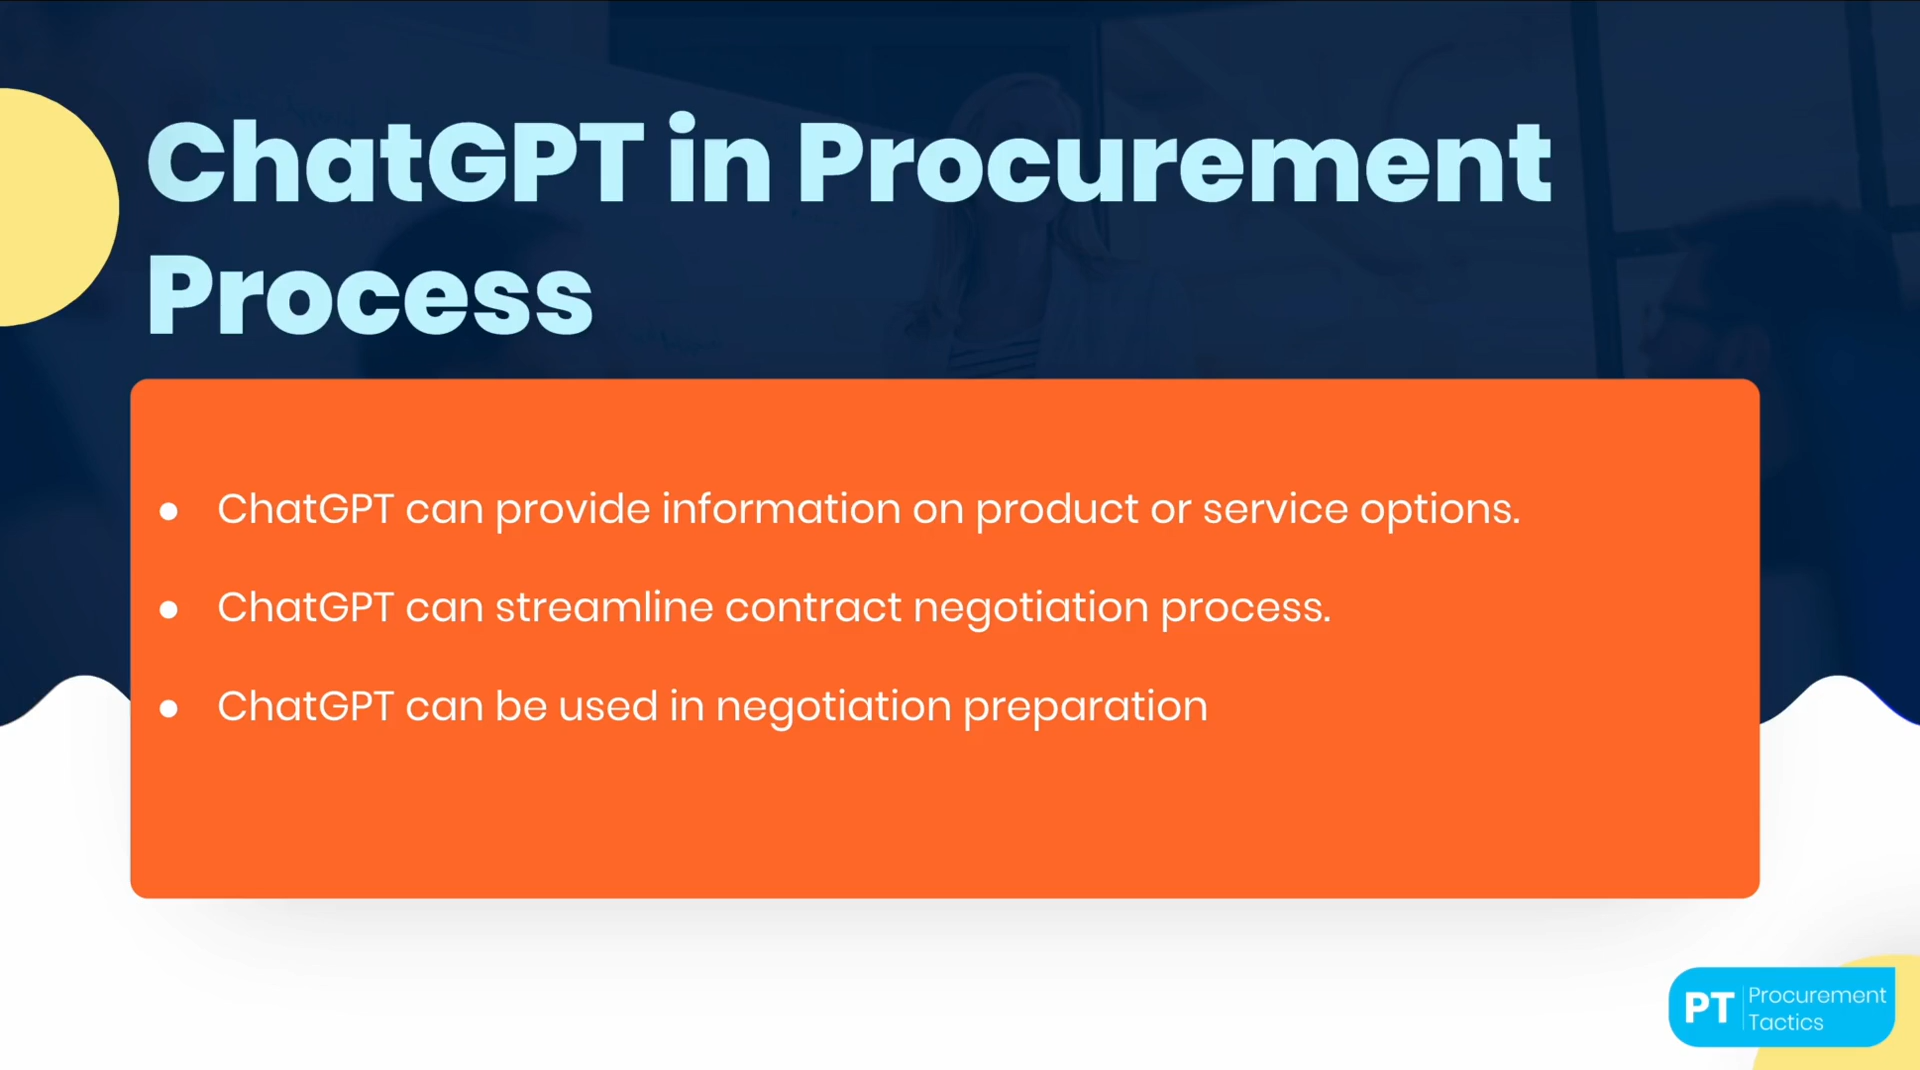 ChatGPT in Procurement
Process
● ChatGPT can provide information on product or service options.
● ChatGPT can streamline contract negotiation process.
● ChatGPT can be used in negotiation preparation
PT
Procurement
Tactics